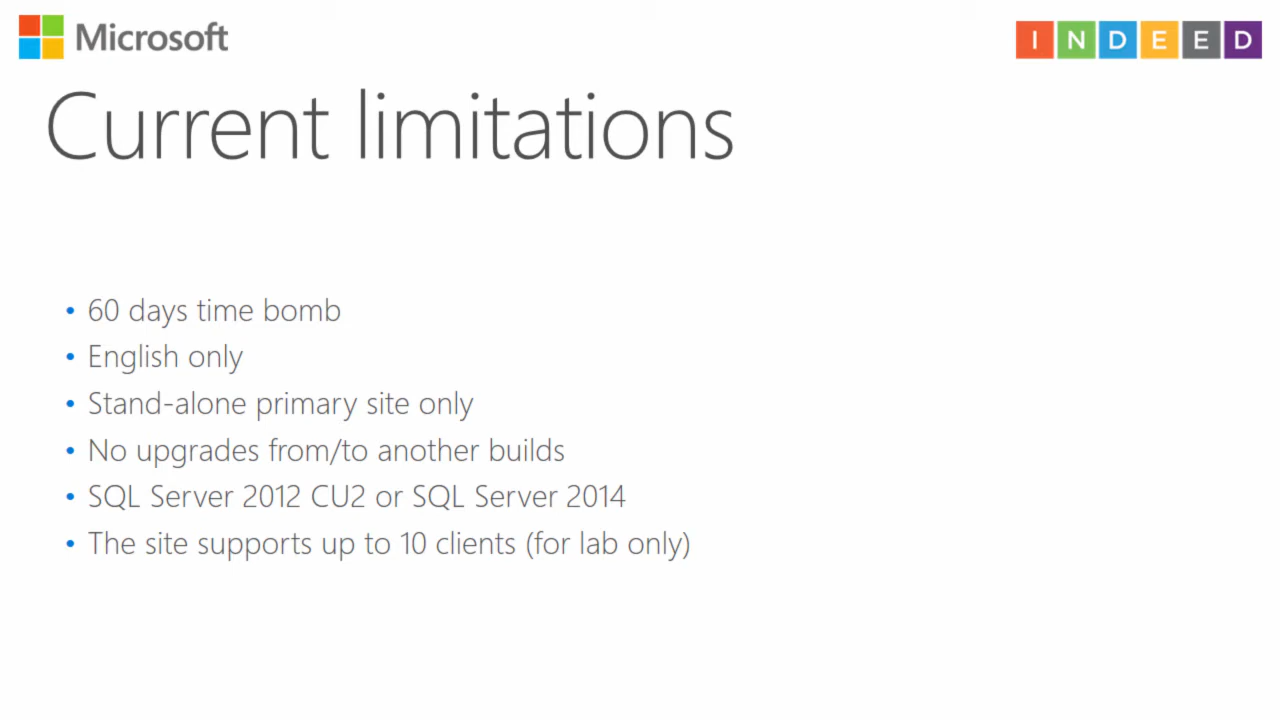 Microsoft
INDEED
Current limitations
• 60 days time bomb
• English only
• Stand-alone primary site only
• No upgrades from/to another builds
• SQL Server 2012 CU2 or SQL Server 2014
• The site supports up to 10 clients (for lab only)